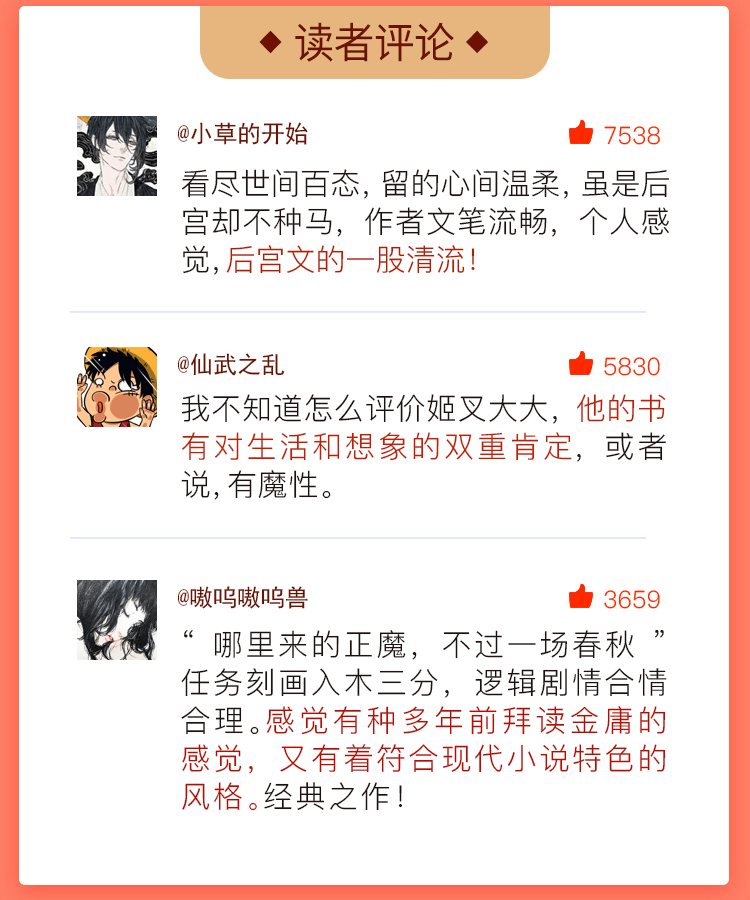 ◆ 读者评论 ◆
@小草的开始 7538
看尽世间百态,留的心间温柔,虽是后
宫却不种马,作者文笔流畅,个人感
觉,后宫文的一股清流!
@仙武之乱 5830
我不知道怎么评价姬叉大大,他的书
有对生活和想象的双重肯定,或者
说,有魔性。
@嗷呜嗷呜兽 3659
“哪里来的正魔,不过一场春秋”
任务刻画入木三分,逻辑剧情合情
合理。感觉有种多年前拜读金庸的
感觉,又有着符合现代小说特色的
风格。经典之作!